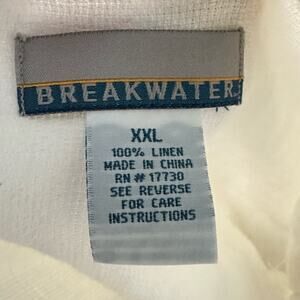 BREAKWATER
XXL
100% LINEN
MADE IN CHINA
RN # 17730
SEE REVERSE
FOR CARE
INSTRUCTIONS